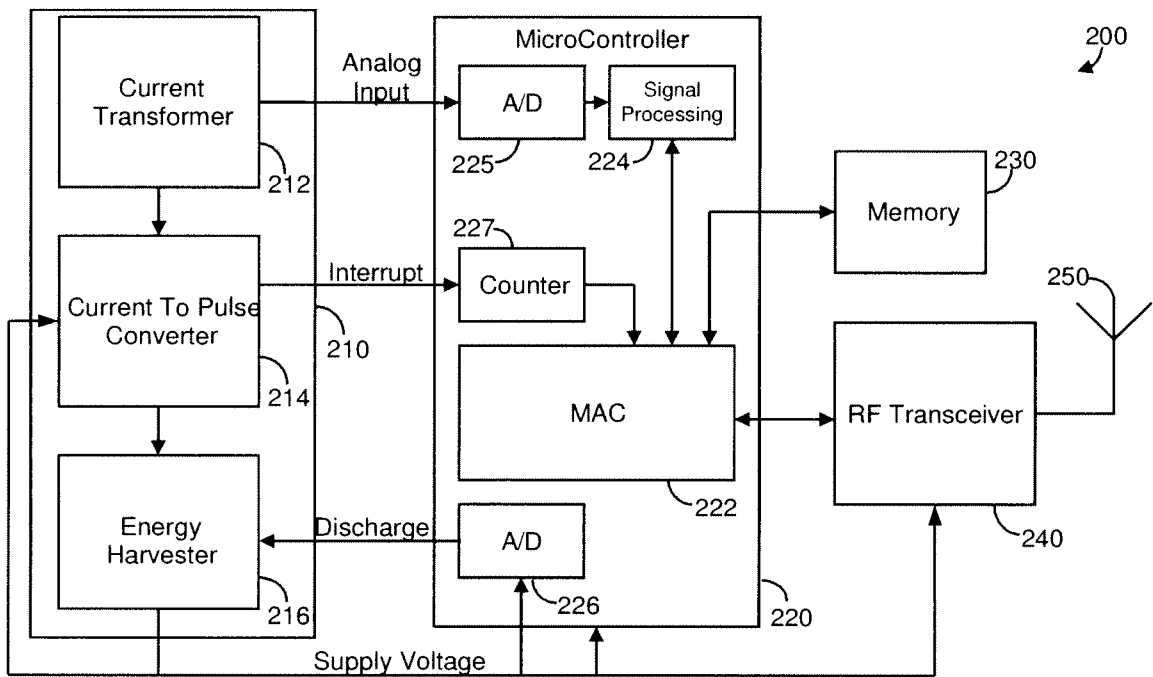 MicroController
200
Current
Transformer
212
Analog
Input
A/D
225
Signal
Processing
224
230
Memory
227
Counter
Interrupt
Current To Pulse
Converter
214
210
250
MAC
222
RF Transceiver
240
Energy
Harvester
216
Discharge
A/D
226
220
Supply Voltage